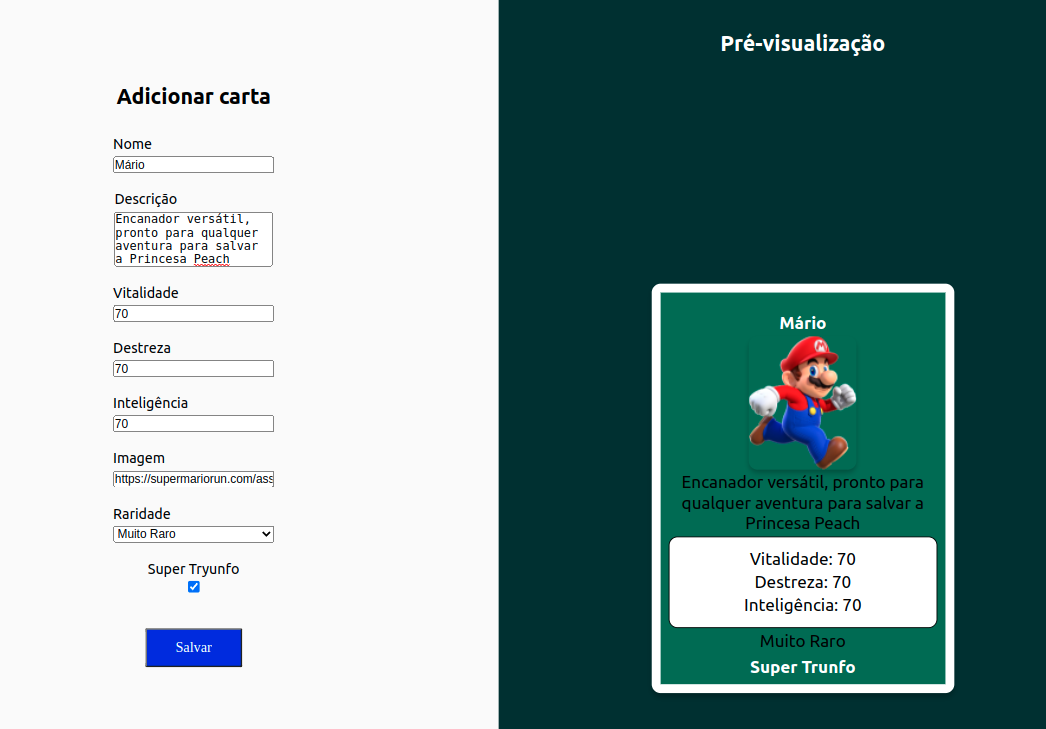 Adicionar carta
Nome
Mário
Descrição
Encanador versátil,
pronto para qualquer
aventura para salvar
a Princesa Peach
Vitalidade
70
Destreza
70
Inteligência
70
Imagem
https://supermariorun.com/ass
Raridade
Muito Raro
Super Tryunfo
Salvar
Pré-visualização
Mário
M
Encanador versátil, pronto para
qualquer aventura para salvar a
Princesa Peach
Vitalidade: 70
Destreza: 70
Inteligência: 70
Muito Raro
Super Trunfo